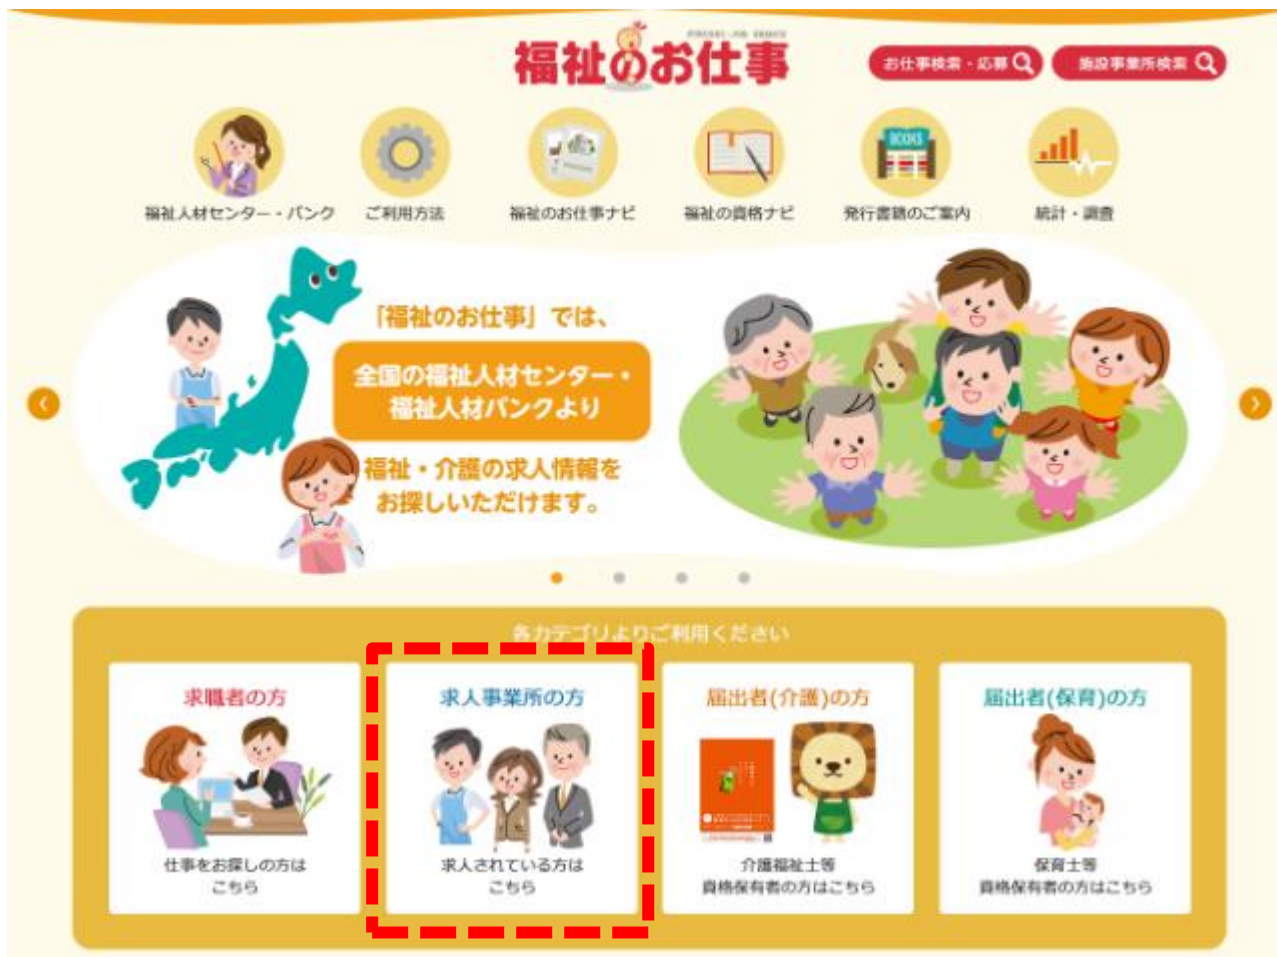 福祉のお仕事
お仕事検索・応募
施設事業所検索
福祉人材センター・バンク
ご利用方法
福祉のお仕事ナビ
福祉の資格ナビ
発行書籍のご案内
統計・調査
BOOKS
「福祉のお仕事」では、
全国の福祉人材センター・
福祉人材バンクより
福祉・介護の求人情報を
お探しいただけます。
各カテゴリよりご利用ください
求職者の方
仕事をお探しの方は
こちら
求人事業所の方
求人されている方は
こちら
届出者(介護)の方
介護福祉士等
資格保有者の方はこちら
届出者(保育)の方
保育士等
資格保有者の方はこちら